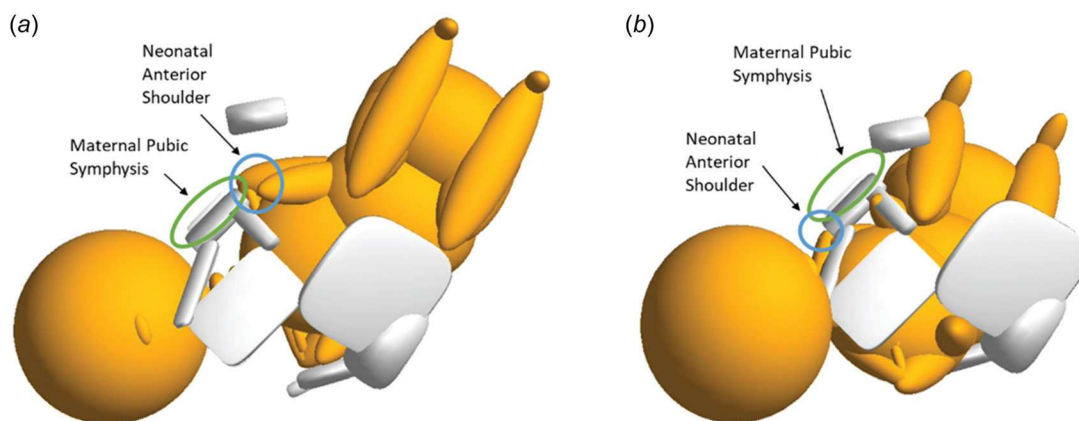 (a)
Neonatal
Anterior
Shoulder
Maternal Pubic
Symphysis
(b)
Maternal Pubic
Symphysis
Neonatal
Anterior
Shoulder